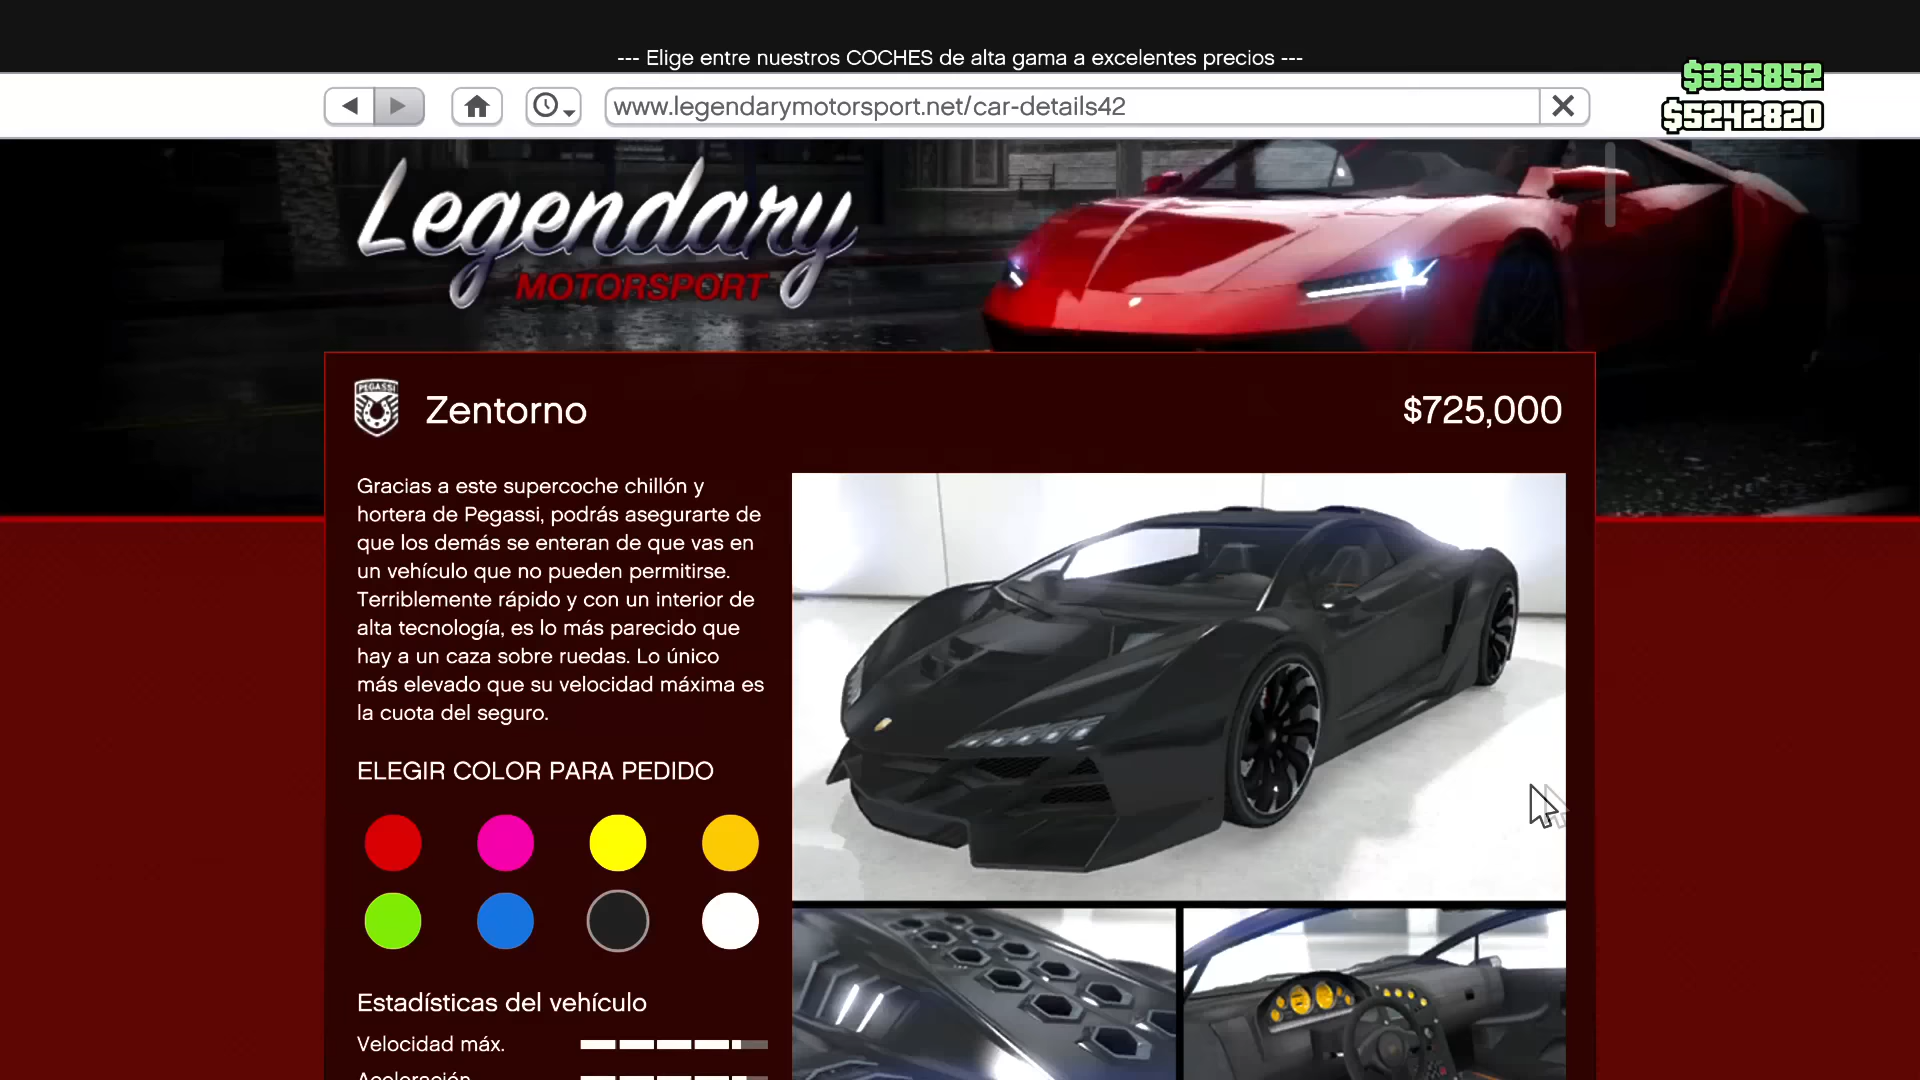 --- Elige entre nuestros COCHES de alta gama a excelentes precios ---
$335852
www.legendarymotorsport.net/car-details42
$5242820
Legendary
MOTORSPORT
PEGASSI
Zentorno
$725,000
Gracias a este supercoche chillón y
hortera de Pegassi, podrás asegurarte de
que los demás se enteran de que vas en
un vehículo que no pueden permitirse.
Terriblemente rápido y con un interior de
alta tecnología, es lo más parecido que
hay a un caza sobre ruedas. Lo único
más elevado que su velocidad máxima es
la cuota del seguro.
ELEGIR COLOR PARA PEDIDO
Estadísticas del vehículo
Velocidad máx.
Aceleración